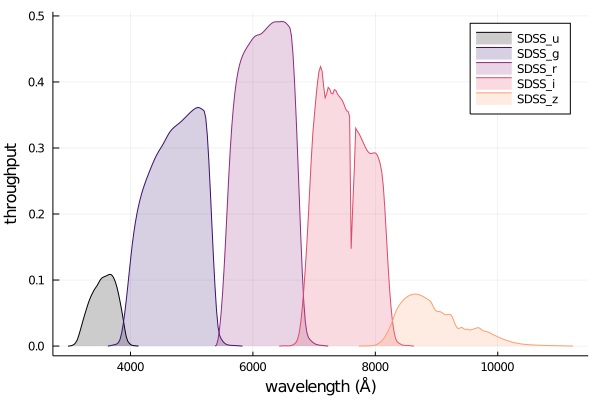 0.5
0.4
0.3
0.2
0.1
0.0
throughput
4000
6000
8000
10000
wavelength (Å)
SDSS_u
SDSS_g
SDSS_r
SDSS_i
SDSS_z